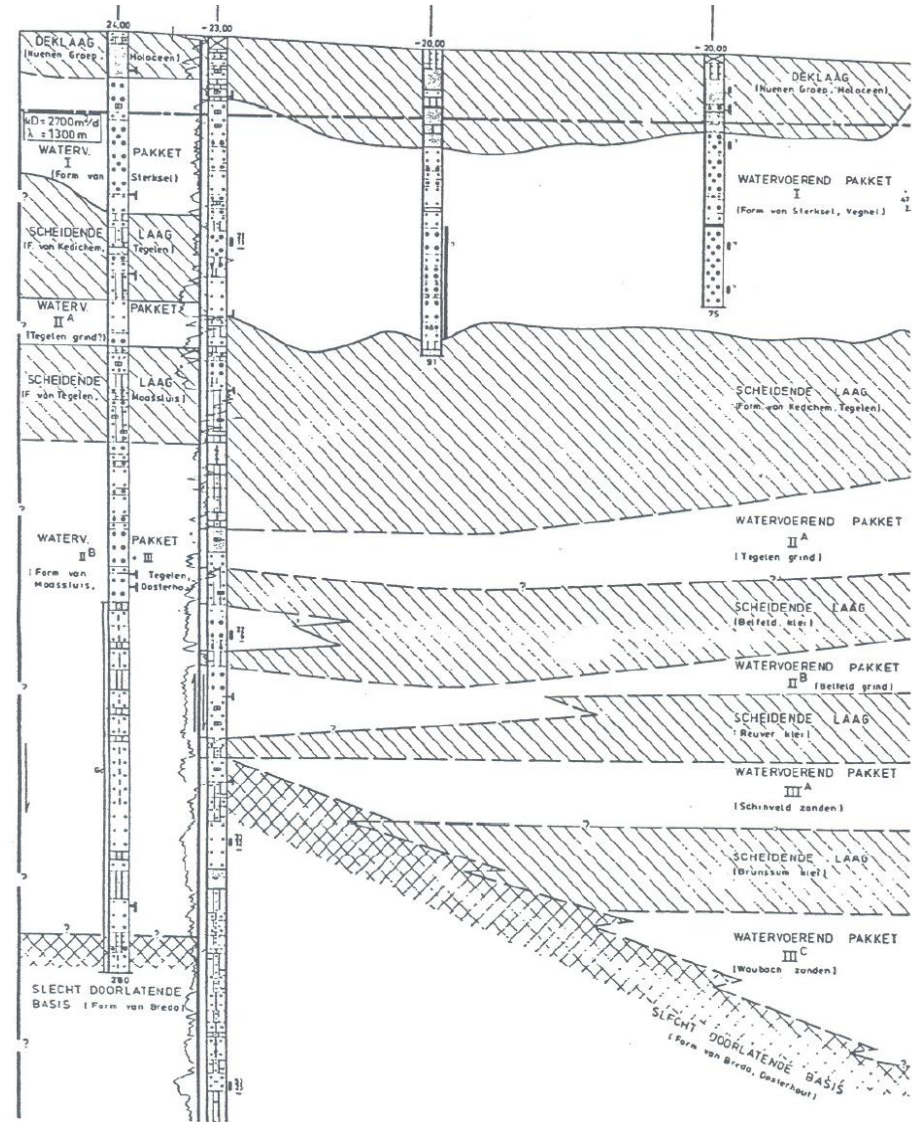 24,00
-23,00
-20,00
-20,00
DEKLAAG
(Nuenen Groep, Holoceen)
kD = 2700 m²/d
λ = 1300 m
WATERV. PAKKET
I
(Form van Sterksel)
SCHEIDENDE LAAG
(F. van Kedichem, Tegelen)
WATERV. PAKKET
II A
(Tegelen grind?)
SCHEIDENDE LAAG
(F. van Tegelen, Maassluis)
WATERV. PAKKET
II B III
(Form van Tegelen,
Maassluis, Oosterho
280
SLECHT DOORLATENDE
BASIS (Form van Breda)
91
75
DEKLAAG
(Nuenen Groep, Holoceen)
WATERVOEREND PAKKET
I
(Form van Sterksel, Veghel)
47
SCHEIDENDE LAAG
(Form. van Kedichem, Tegelen)
WATERVOEREND PAKKET
II A
(Tegelen grind)
SCHEIDENDE LAAG
(Belfeld klei)
WATERVOEREND PAKKET
II B (Belfeld grind)
SCHEIDENDE LAAG
(Reuver klei)
WATERVOEREND PAKKET
III A
(Schinveld zanden)
SCHEIDENDE LAAG
(Brunssum klei)
WATERVOEREND PAKKET
III C
(Waubach zanden)
SLECHT DOORLATENDE BASIS
(Form van Breda, Oosterhout)